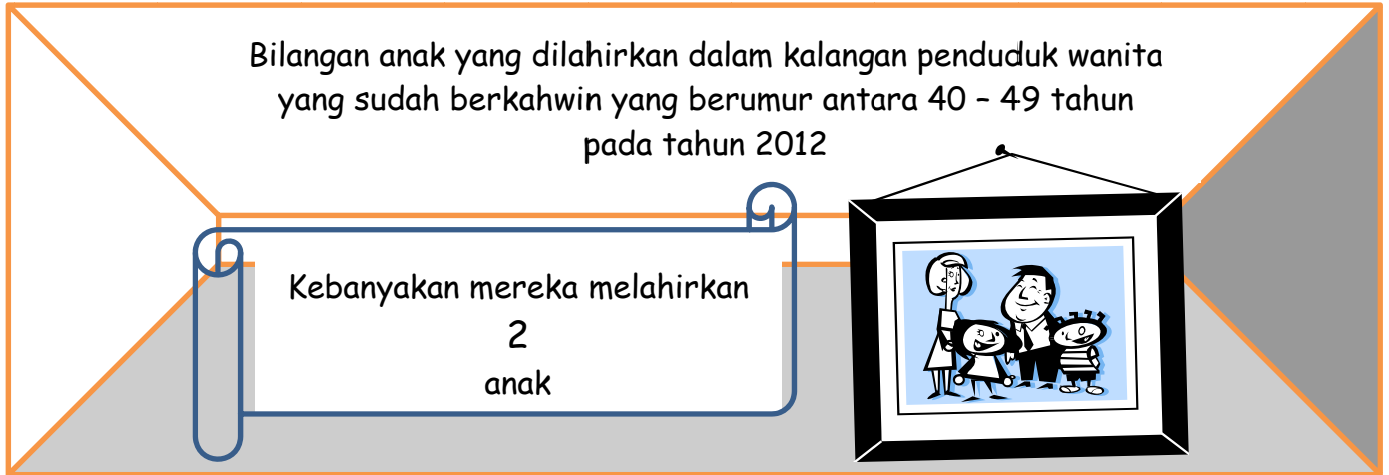 Bilangan anak yang dilahirkan dalam kalangan penduduk wanita
yang sudah berkahwin yang berumur antara 40 – 49 tahun
pada tahun 2012
Kebanyakan mereka melahirkan
2
anak